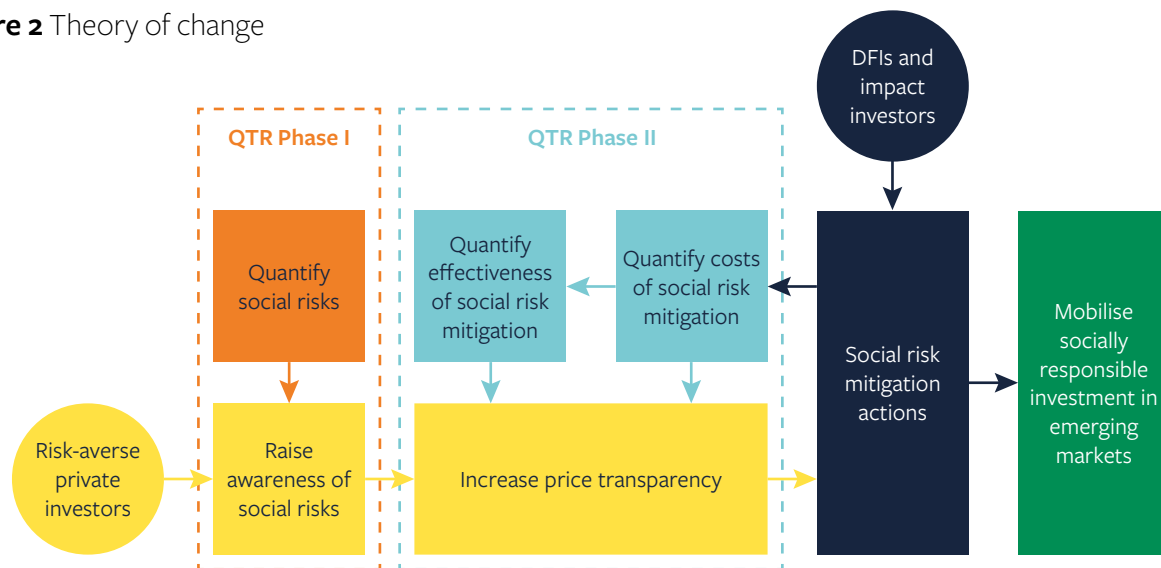 re 2 Theory of change
DFIs and
impact
investors
QTR Phase I
QTR Phase II
Quantify
social risks
Quantify
effectiveness
of social risk
mitigation
Quantify costs
of social risk
mitigation
Social risk
mitigation
actions
Mobilise
socially
responsible
investment in
emerging
markets
Risk-averse
private
investors
Raise
awareness of
social risks
Increase price transparency